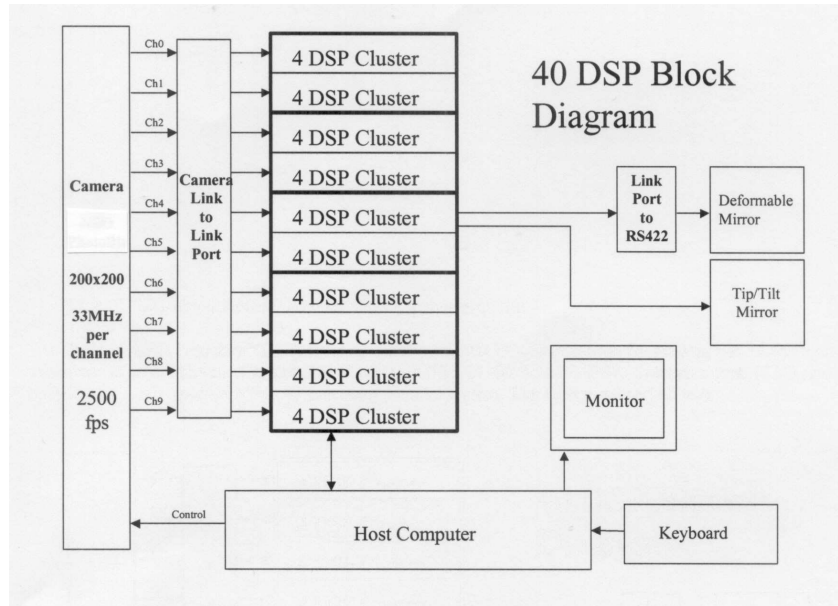 40 DSP Block
Diagram
Camera
200x200
33MHz
per
channel
2500
fps
Ch0
Ch1
Ch2
Ch3
Ch4
Ch5
Ch6
Ch7
Ch8
Ch9
Camera
Link
to
Link
Port
4 DSP Cluster
4 DSP Cluster
4 DSP Cluster
4 DSP Cluster
4 DSP Cluster
4 DSP Cluster
4 DSP Cluster
4 DSP Cluster
4 DSP Cluster
4 DSP Cluster
Link
Port
to
RS422
Deformable
Mirror
Tip/Tilt
Mirror
Monitor
Control
Host Computer
Keyboard